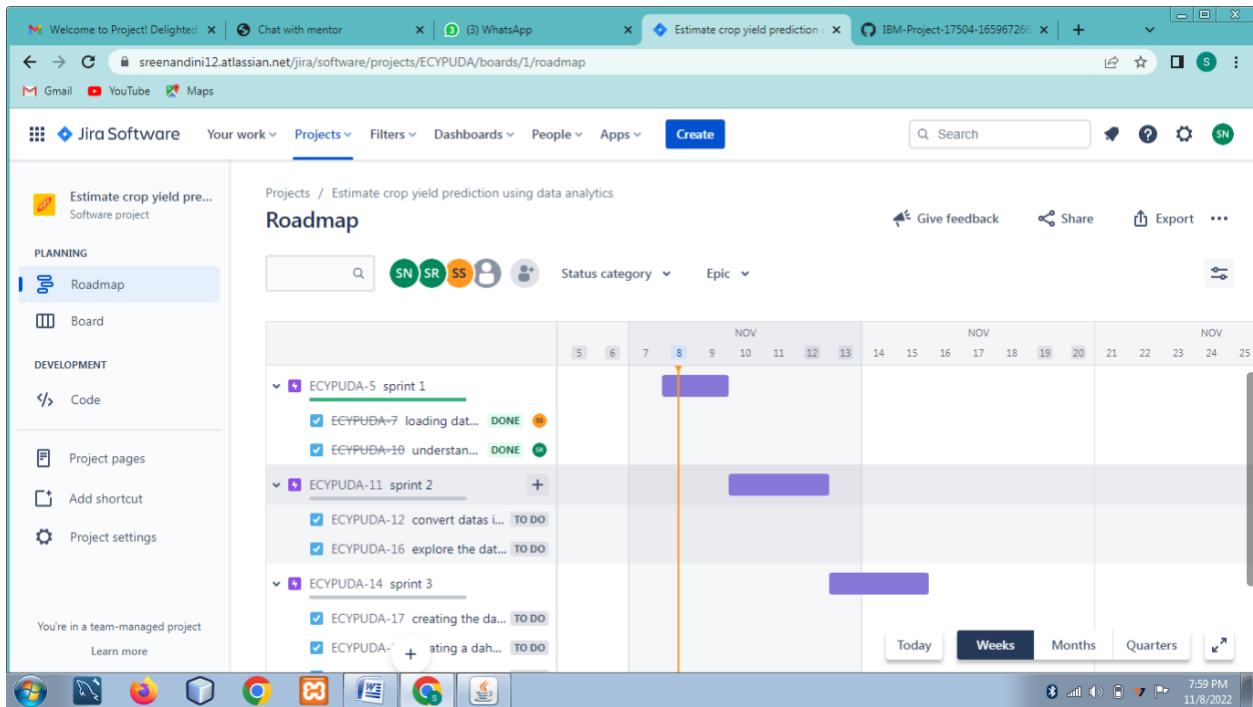 Welcome to Project! Delighted
Chat with mentor
(3) WhatsApp
Estimate crop yield prediction
IBM-Project-17504-165967266
sreenandini12.atlassian.net/jira/software/projects/ECYPUDA/boards/1/roadmap
S
Gmail YouTube Maps
Jira Software Your work Projects Filters Dashboards People Apps Create Search SN
Estimate crop yield pre...
Software project
PLANNING
Roadmap
Board
DEVELOPMENT
Code
Project pages
Add shortcut
Project settings
You're in a team-managed project
Learn more
Projects / Estimate crop yield prediction using data analytics
Roadmap
Give feedback Share Export
SN SR SS Status category Epic
NOV NOV NOV
5 6 7 8 9 10 11 12 13 14 15 16 17 18 19 20 21 22 23 24 25
ECYPUDA-5 sprint 1
ECYPUDA-7 loading dat... DONE SS
ECYPUDA-10 understan... DONE SR
ECYPUDA-11 sprint 2
ECYPUDA-12 convert datas i... TO DO
ECYPUDA-16 explore the dat... TO DO
ECYPUDA-14 sprint 3
ECYPUDA-17 creating the da... TO DO
ECYPUDA- ating a dah... TO DO
Today Weeks Months Quarters
7:59 PM
11/8/2022